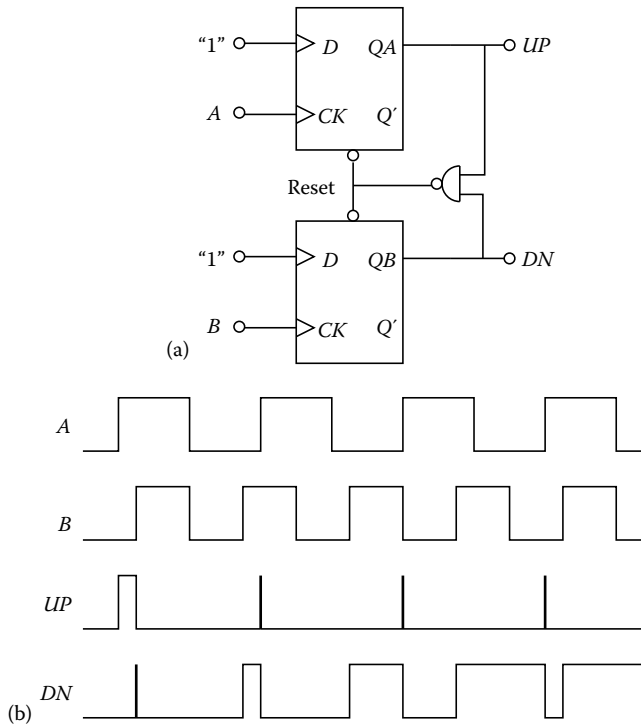 “1” D QA UP
A CK Q′
Reset
“1” D QB DN
B CK Q′
(a)
A
B
UP
DN
(b)